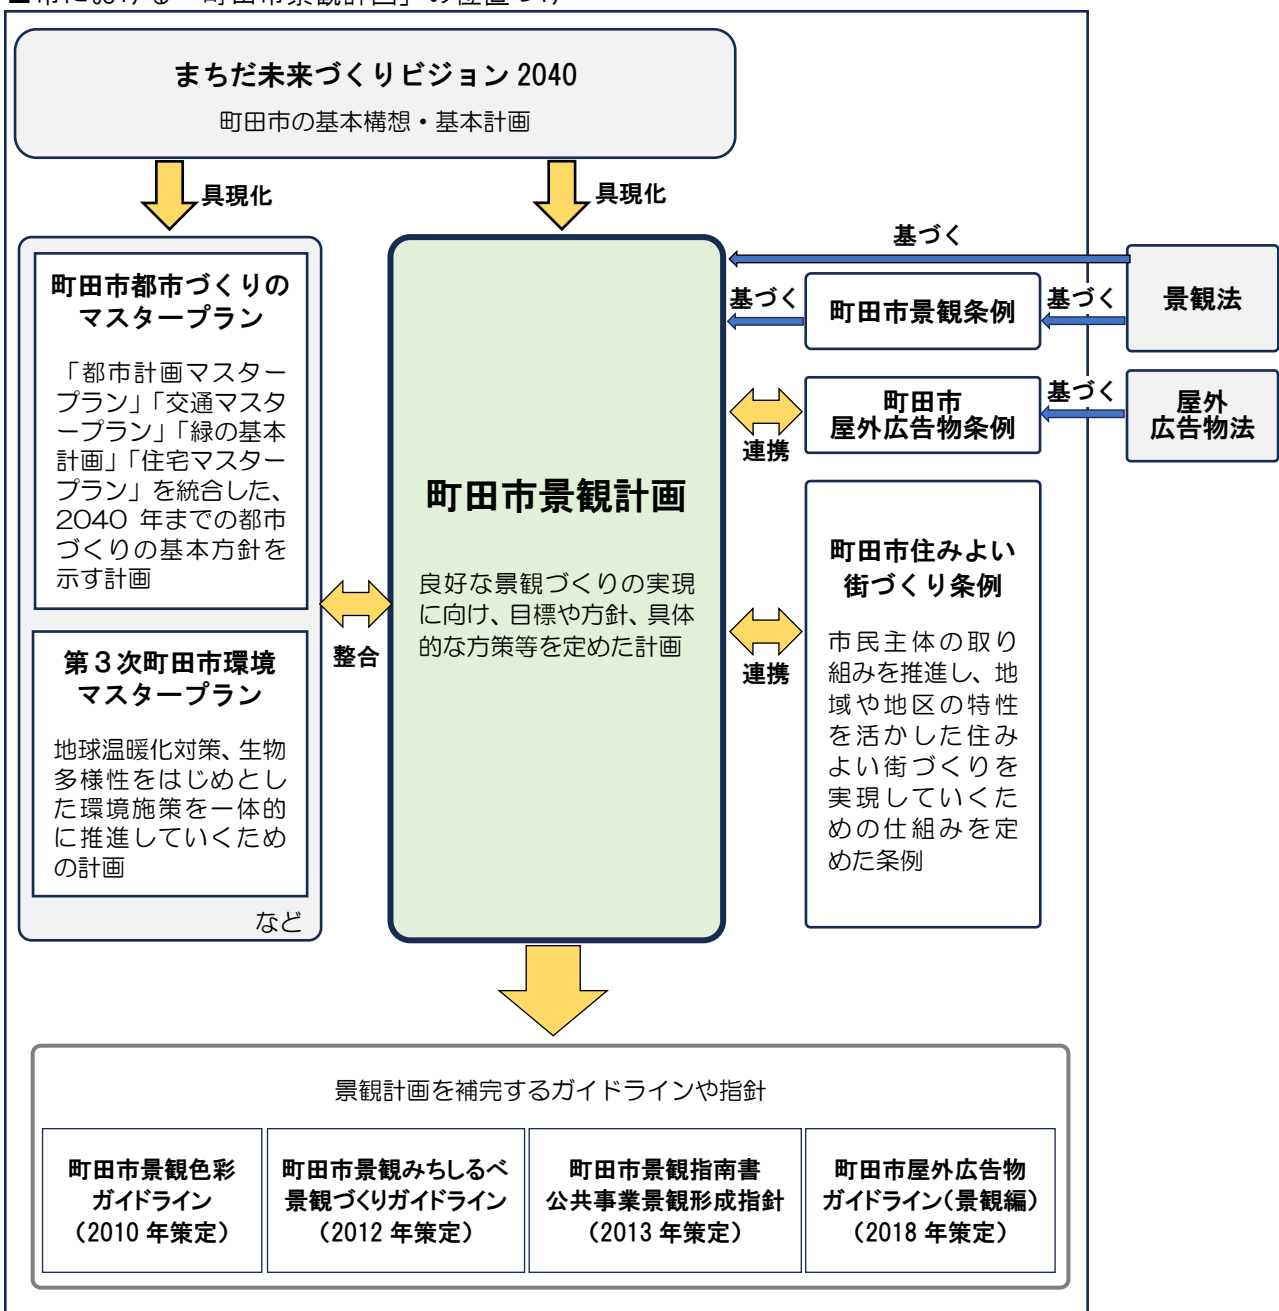 まちだ未来づくりビジョン 2040
町田市の基本構想・基本計画
具現化
具現化
町田市都市づくりの
マスタープラン
「都市計画マスター
プラン」「交通マスタ
ープラン」「緑の基本
計画」「住宅マスター
プラン」を統合した、
2040 年までの都市
づくりの基本方針を
示す計画
第３次町田市環境
マスタープラン
地球温暖化対策、生物
多様性をはじめとし
た環境施策を一体的
に推進していくため
の計画
など
整合
町田市景観計画
良好な景観づくりの実現
に向け、目標や方針、具体
的な方策等を定めた計画
基づく
基づく
町田市景観条例
基づく
景観法
連携
町田市
屋外広告物条例
基づく
屋外
広告物法
連携
町田市住みよい
街づくり条例
市民主体の取り
組みを推進し、地
域や地区の特性
を活かした住み
よい街づくりを
実現していくた
めの仕組みを定
めた条例
景観計画を補完するガイドラインや指針
町田市景観色彩
ガイドライン
（2010 年策定）
町田市景観みちしるべ
景観づくりガイドライン
（2012 年策定）
町田市景観指南書
公共事業景観形成指針
（2013 年策定）
町田市屋外広告物
ガイドライン（景観編）
（2018 年策定）